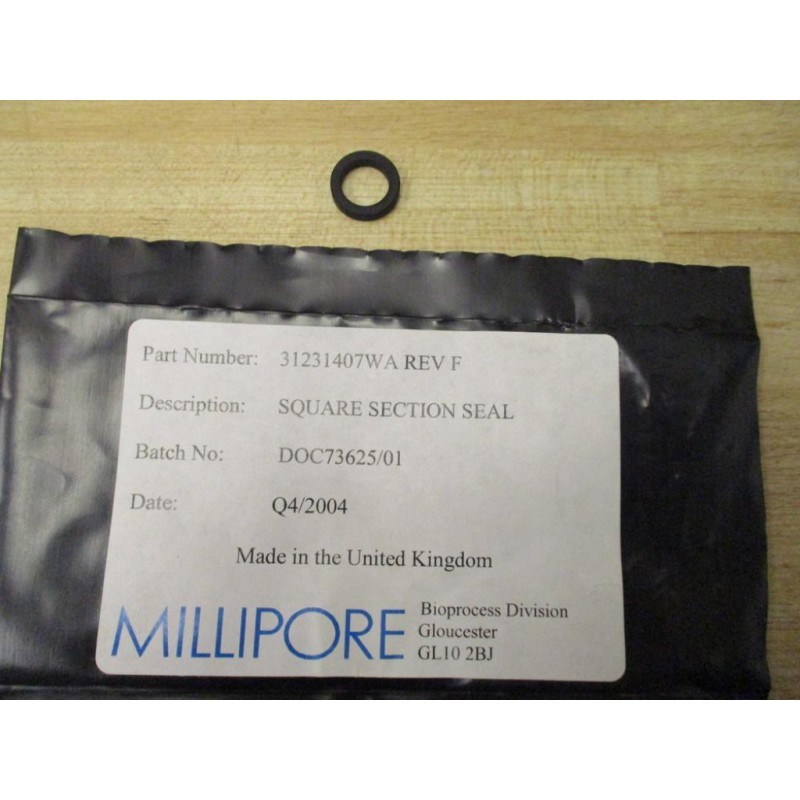 Part Number: 31231407WA REV F
Description: SQUARE SECTION SEAL
Batch No: DOC73625/01
Date: Q4/2004
Made in the United Kingdom
MILLIPORE
Bioprocess Division
Gloucester
GL10 2BJ